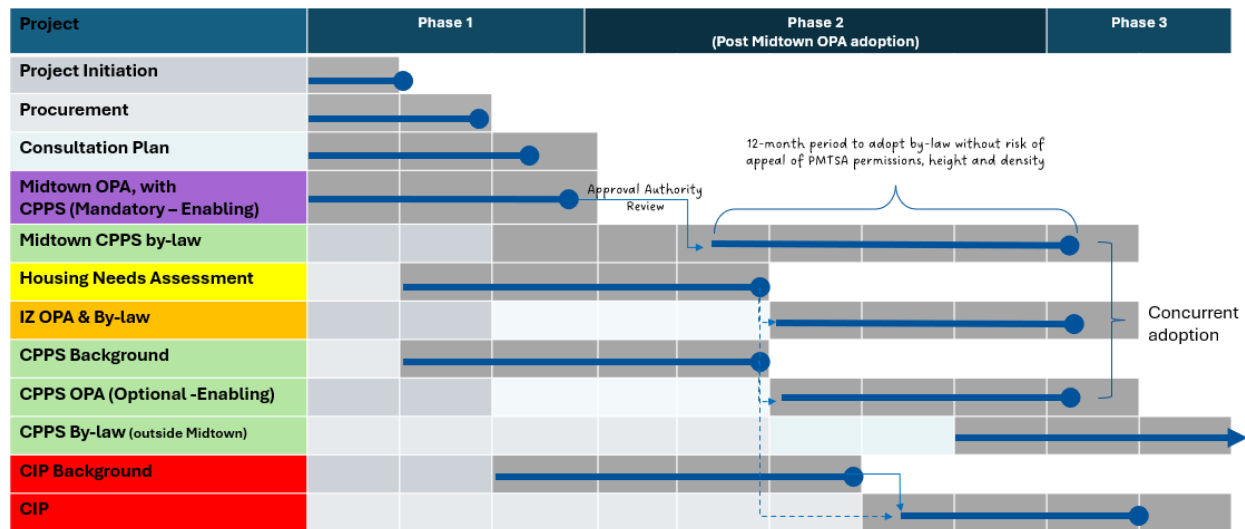 Project
Phase 1
Phase 2
(Post Midtown OPA adoption)
Phase 3
Project Initiation
Procurement
Consultation Plan
12-month period to adopt by-law without risk of
appeal of PMTSA permissions, height and density
Midtown OPA, with
CPPS (Mandatory – Enabling)
Approval Authority
Review
Midtown CPPS by-law
Housing Needs Assessment
IZ OPA & By-law
Concurrent
adoption
CPPS Background
CPPS OPA (Optional -Enabling)
CPPS By-law (outside Midtown)
CIP Background
CIP